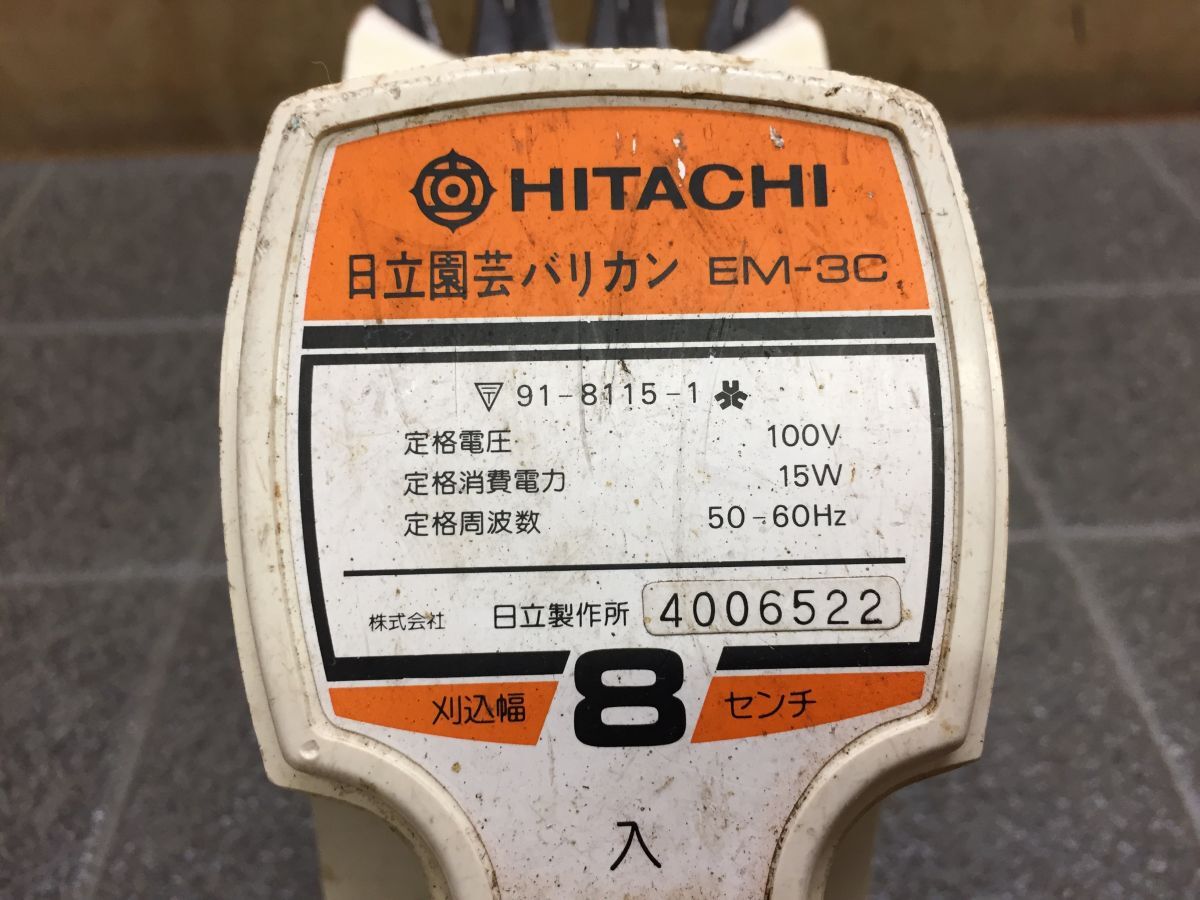 HITACHI
日立園芸バリカン EM-3C
〒 91-8115-1
定格電圧 100V
定格消費電力 15W
定格周波数 50-60Hz
株式会社 日立製作所 4006522
刈込幅 8 センチ
入